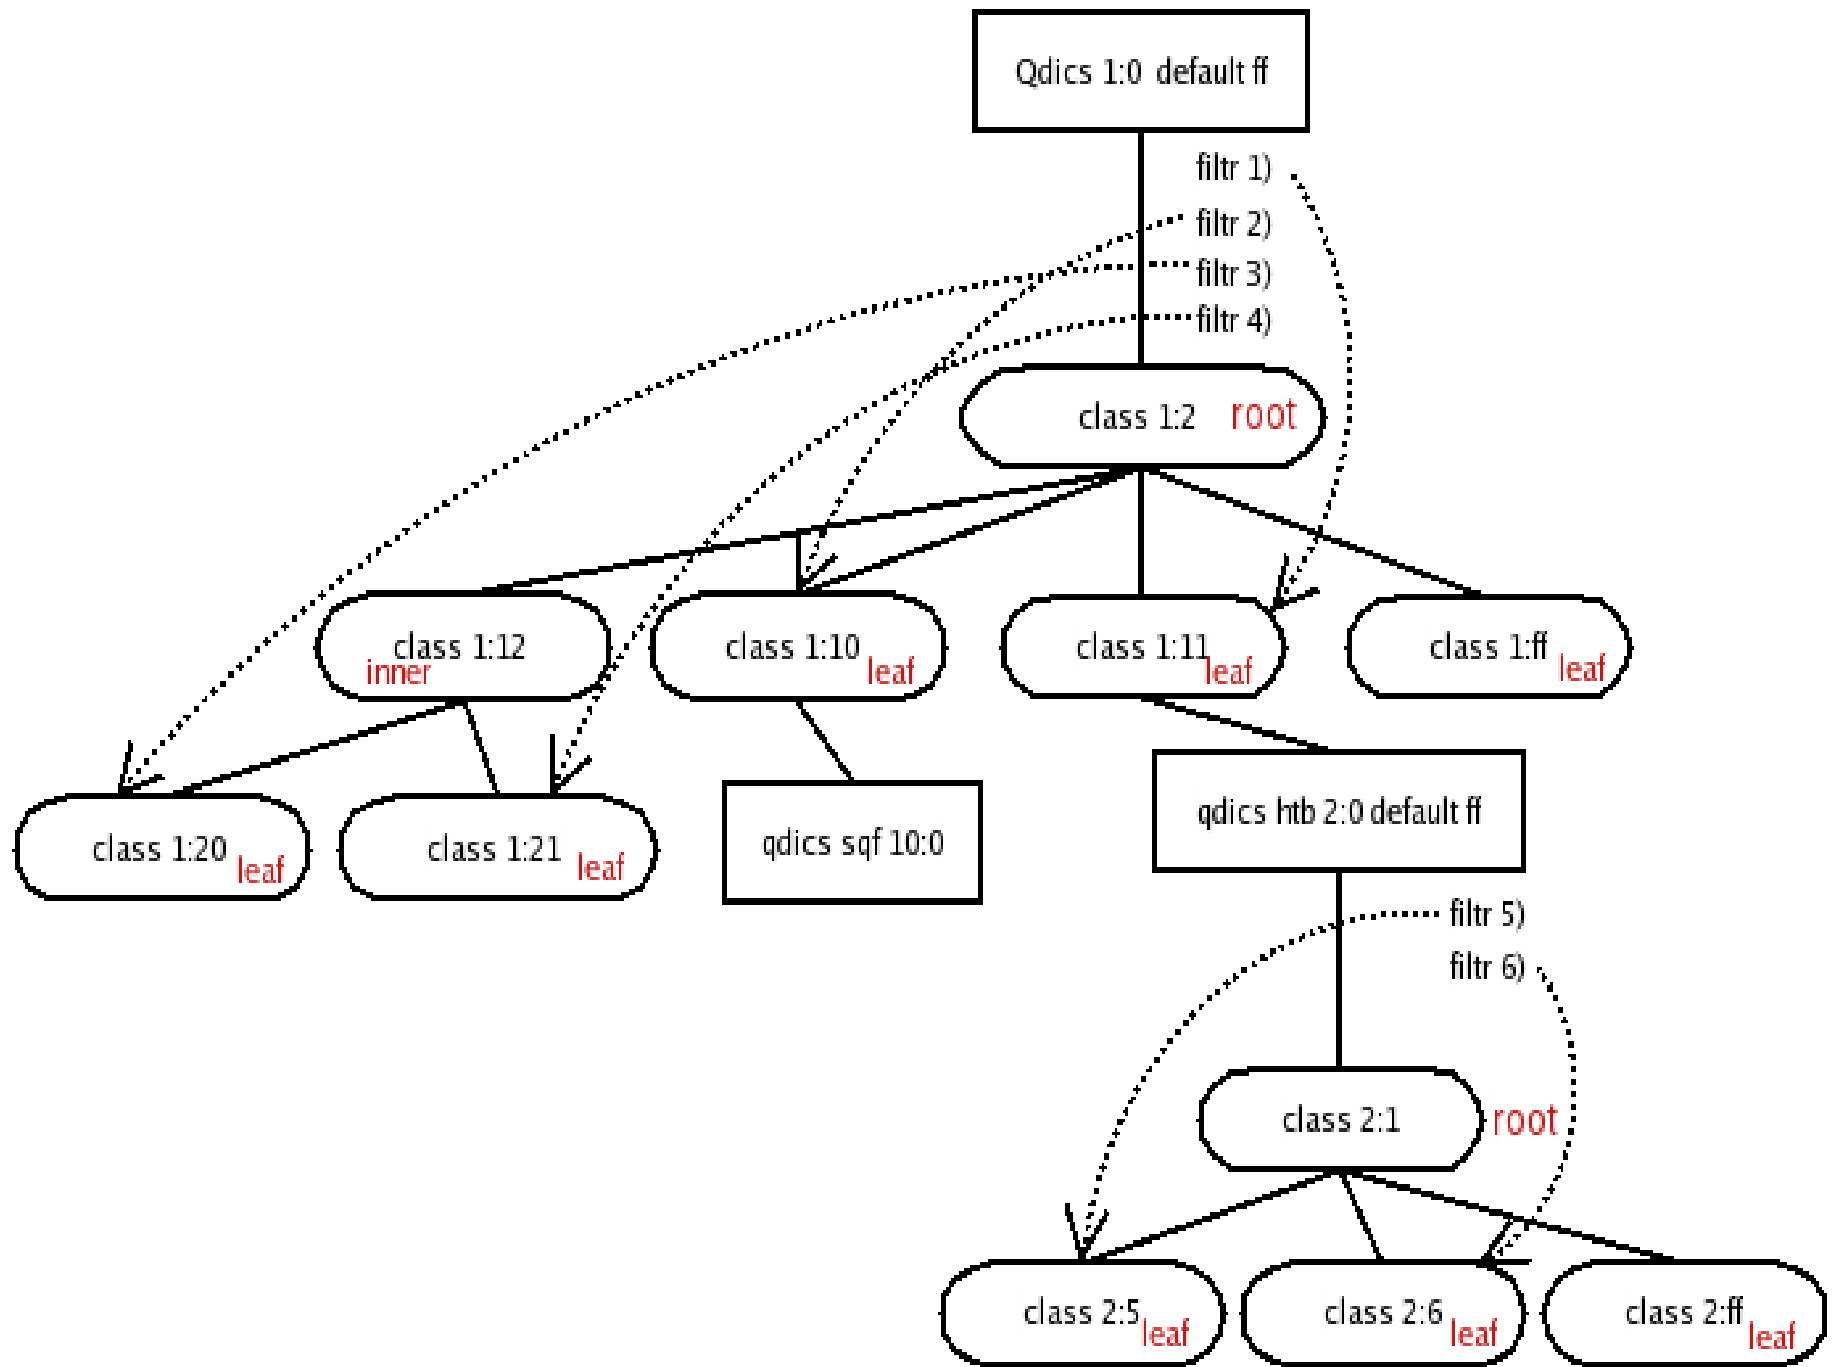 Qdics 1:0  default ff
filtr 1)
filtr 2)
filtr 3)
filtr 4)
class 1:2 root
class 1:12
inner
class 1:10
leaf
class 1:11
leaf
class 1:ff
leaf
class 1:20
leaf
class 1:21
leaf
qdics sqf 10:0
qdics htb 2:0 default ff
filtr 5)
filtr 6)
class 2:1 root
class 2:5
leaf
class 2:6
leaf
class 2:ff
leaf